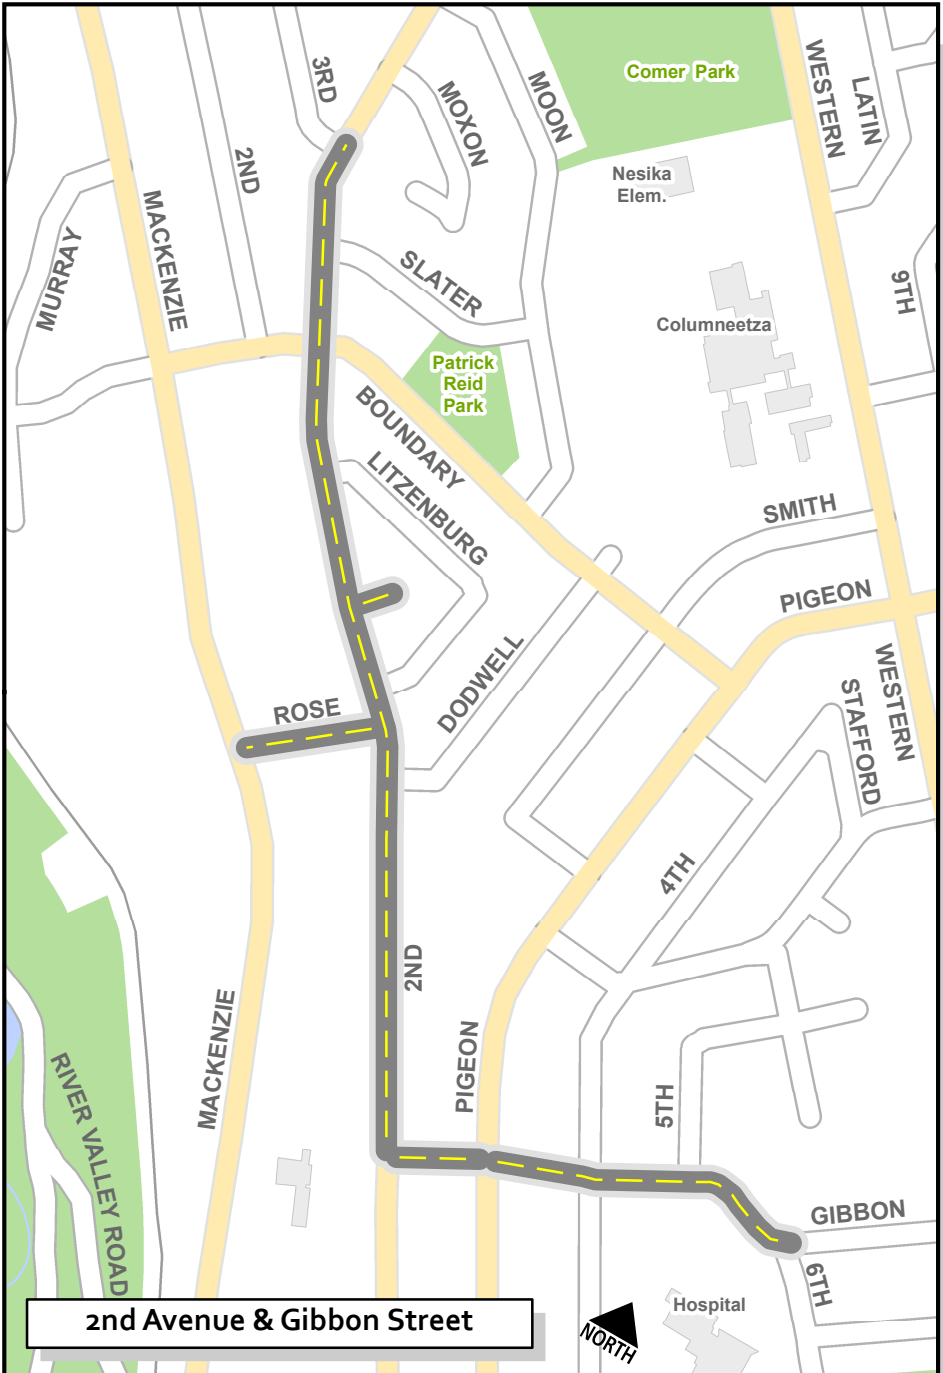 3RD
MOXON
MOON
Comer Park
WESTERN
LATIN
2ND
MACKENZIE
MURRAY
Nesika
Elem.
SLATER
9TH
Columneetza
Patrick
Reid
Park
BOUNDARY
LITZENBURG
SMITH
PIGEON
DODWELL
ROSE
WESTERN
STAFFORD
4TH
2ND
MACKENZIE
PIGEON
5TH
RIVER VALLEY ROAD
GIBBON
6TH
Hospital
NORTH
2nd Avenue & Gibbon Street